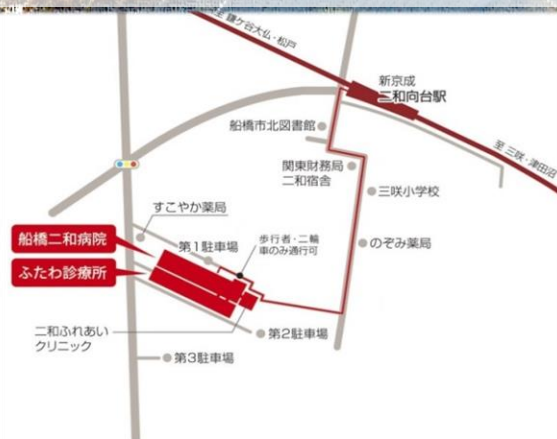 至 鎌ケ谷大仏・松戸
新京成
二和向台駅
船橋市北図書館
至 三咲・津田沼
関東財務局
二和宿舎
三咲小学校
すこやか薬局
船橋二和病院
第1駐車場
歩行者・二輪
車のみ通行可
のぞみ薬局
ふたわ診療所
二和ふれあい
クリニック
第2駐車場
第3駐車場